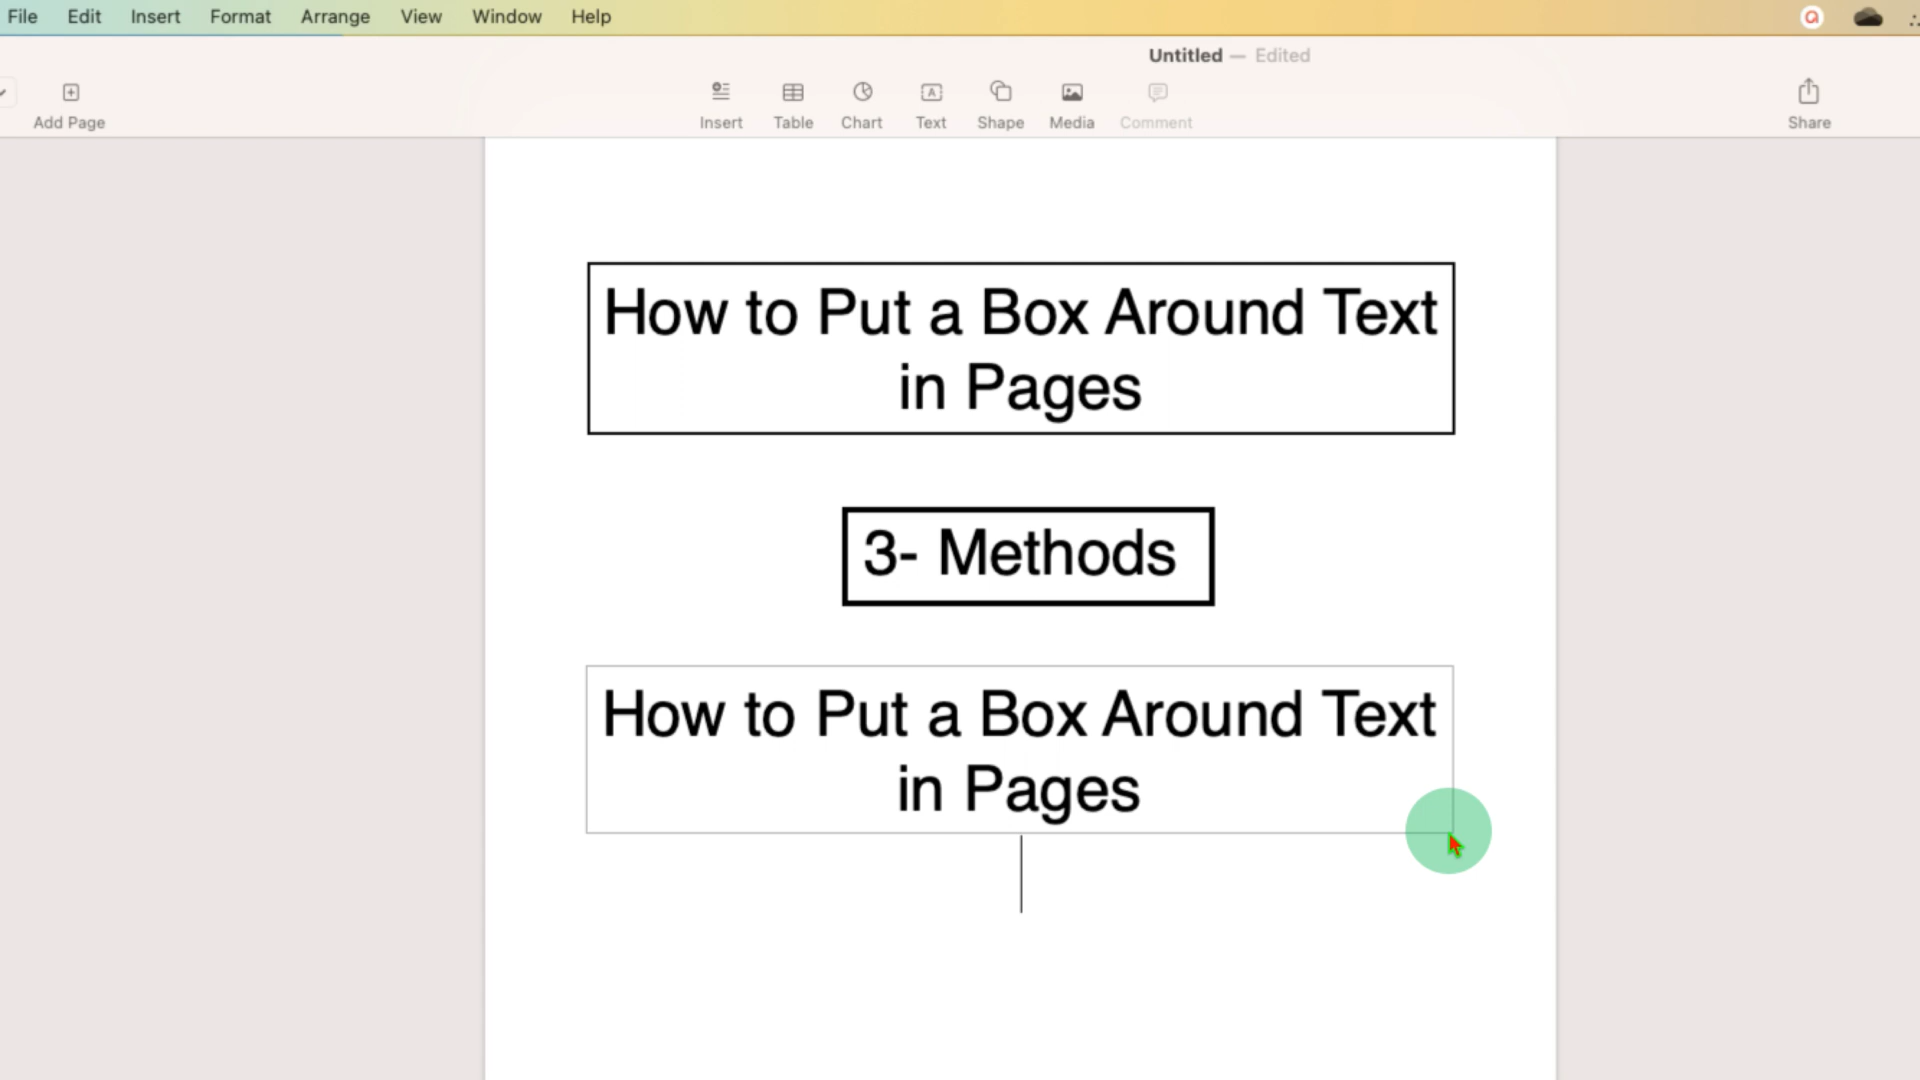 File Edit Insert Format Arrange View Window Help
Untitled — Edited
Add Page Insert Table Chart Text Shape Media Comment Share
How to Put a Box Around Text
in Pages
3- Methods
How to Put a Box Around Text
in Pages